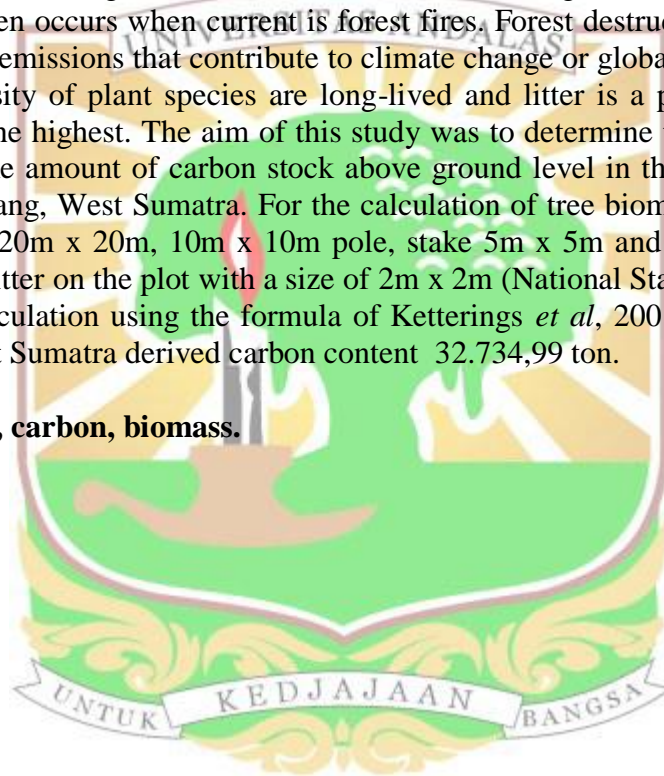 en occurs when current is forest fires. Forest destruc
UNIVERSITAS ANDALAS
emissions that contribute to climate change or globa
sity of plant species are long-lived and litter is a p
ne highest. The aim of this study was to determine
e amount of carbon stock above ground level in th
ang, West Sumatra. For the calculation of tree biom
20m x 20m, 10m x 10m pole, stake 5m x 5m and
itter on the plot with a size of 2m x 2m (National Sta
culation using the formula of Ketterings et al, 200
t Sumatra derived carbon content 32.734,99 ton.
, carbon, biomass.
UNTUK KEDJAJAAN BANGSA